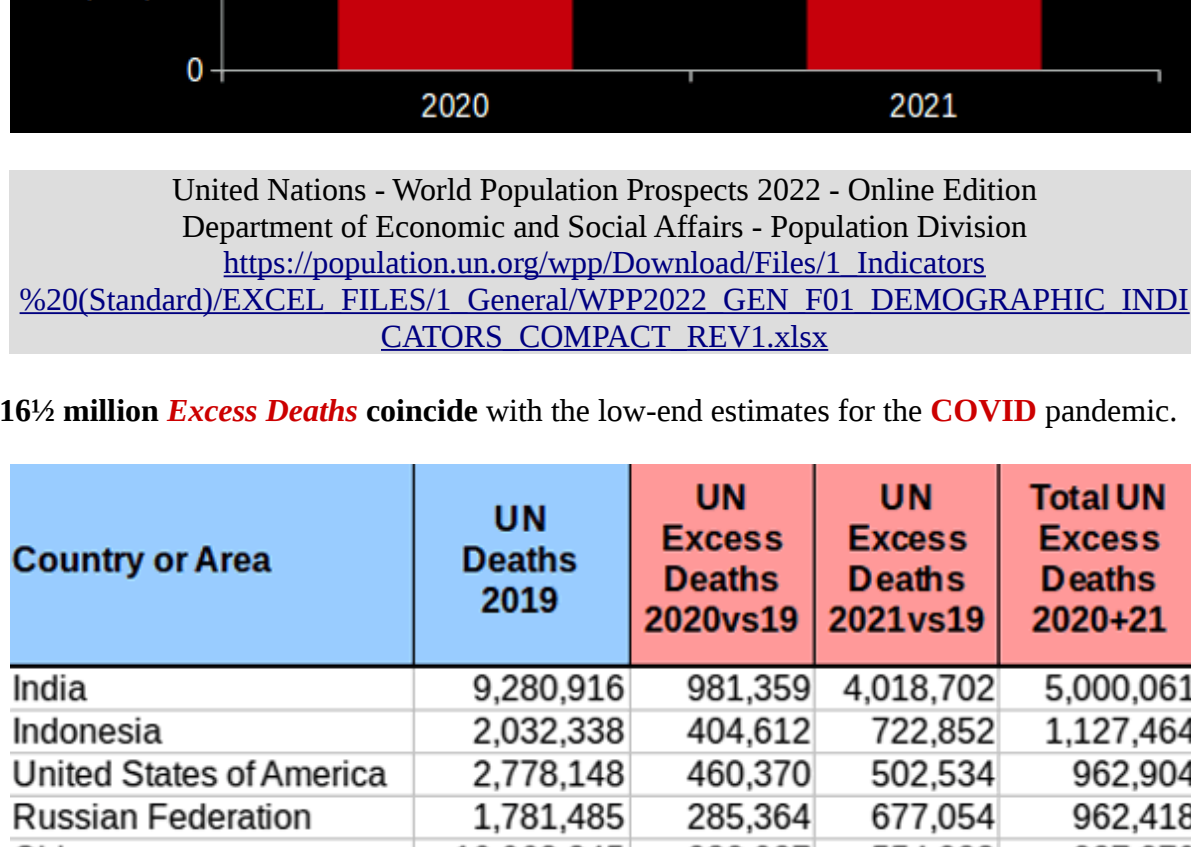 0
2020 2021
United Nations - World Population Prospects 2022 - Online Edition
Department of Economic and Social Affairs - Population Division
https://population.un.org/wpp/Download/Files/1_Indicators
%20(Standard)/EXCEL_FILES/1_General/WPP2022_GEN_F01_DEMOGRAPHIC_INDI
CATORS_COMPACT_REV1.xlsx
16½ million Excess Deaths coincide with the low-end estimates for the COVID pandemic.
Country or Area UN Deaths 2019 UN Excess Deaths 2020vs19 UN Excess Deaths 2021vs19 Total UN Excess Deaths 2020+21
India 9,280,916 981,359 4,018,702 5,000,061
Indonesia 2,032,338 404,612 722,852 1,127,464
United States of America 2,778,148 460,370 502,534 962,904
Russian Federation 1,781,485 285,364 677,054 962,418